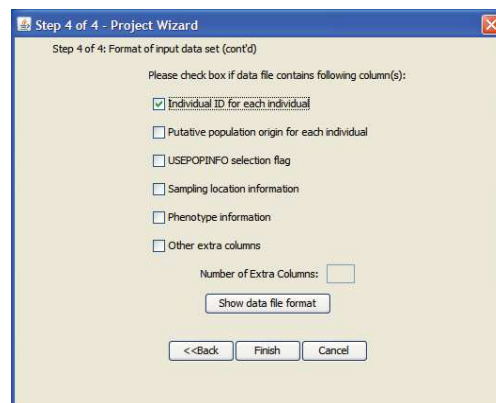 Step 4 of 4 - Project Wizard
Step 4 of 4: Format of input data set (cont'd)
Please check box if data file contains following column(s):
Individual ID for each individual
Putative population origin for each individual
USEPOPINFO selection flag
Sampling location information
Phenotype information
Other extra columns
Number of Extra Columns:
Show data file format
<<Back Finish Cancel